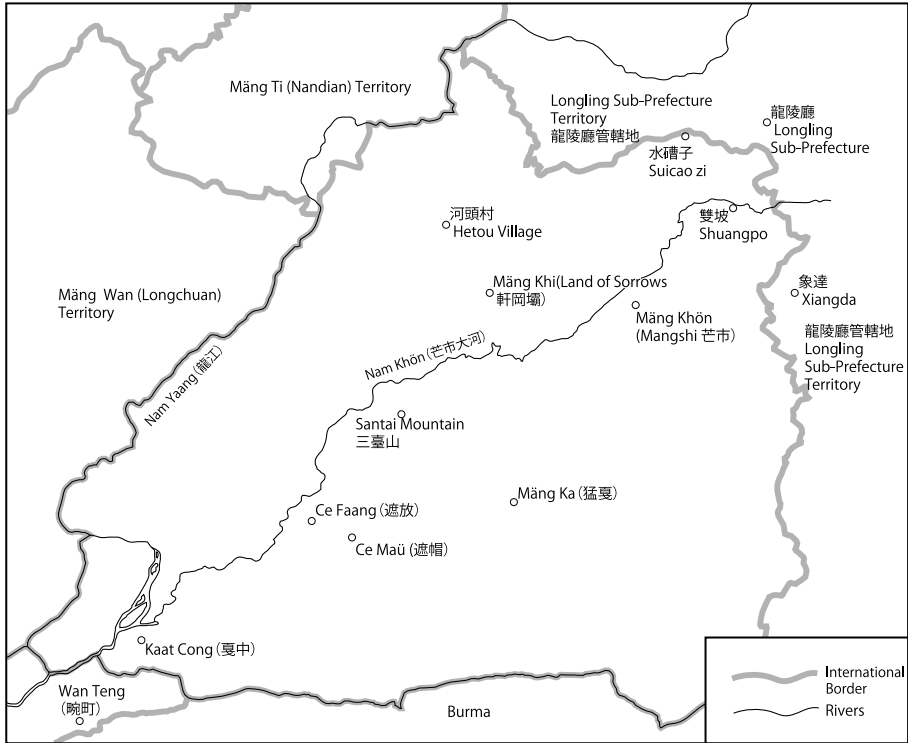 Mäng Ti (Nandian) Territory
Longling Sub-Prefecture
Territory
龍陵廳管轄地
龍陵廳
Longling
Sub-Prefecture
水磄子
Suicao zi
雙坡
Shuangpo
河頭村
Hetou Village
Mäng Wan (Longchuan)
Territory
Mäng Khi(Land of Sorrows
軒岡壩)
Mäng Khön
(Mangshi 芒市)
象達
Xiangda
龍陵廳管轄地
Longling
Sub-Prefecture
Territory
Nam Yaang (龍江)
Nam Khön (芒市大河)
Santai Mountain
三臺山
Mäng Ka (猛戛)
Ce Faang (遮放)
Ce Maü (遮帽)
Kaat Cong (戛中)
Wan Teng
(畹町)
Burma
International
Border
Rivers